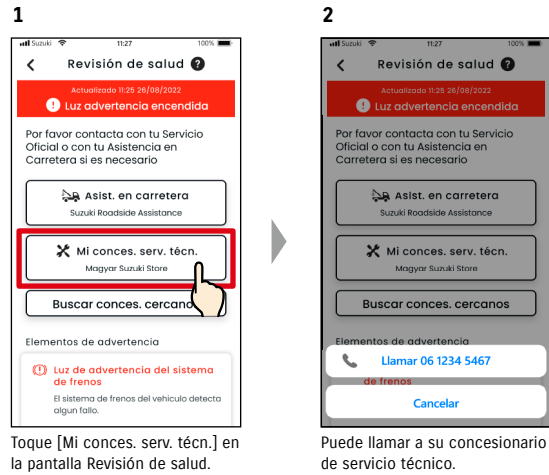 1
Suzuki 11:27 100%
Revisión de salud ?
Actualizado 11:25 26/08/2022
! Luz advertencia encendida
Por favor contacta con tu Servicio
Oficial o con tu Asistencia en
Carretera si es necesario
Asist. en carretera
Suzuki Roadside Assistance
Mi conces. serv. técn.
Magyar Suzuki Store
Buscar conces. cercano
Elementos de advertencia
Luz de advertencia del sistema
de frenos
El sistema de frenos del vehiculo detecta
algun fallo.
Toque [Mi conces. serv. técn.] en
la pantalla Revisión de salud.
2
Suzuki 11:27 100%
Revisión de salud ?
Actualizado 11:25 26/08/2022
! Luz advertencia encendida
Por favor contacta con tu Servicio
Oficial o con tu Asistencia en
Carretera si es necesario
Asist. en carretera
Suzuki Roadside Assistance
Mi conces. serv. técn.
Magyar Suzuki Store
Buscar conces. cercanos
Elementos de advertencia
Llamar 06 1234 5467
de frenos
Cancelar
Puede llamar a su concesionario
de servicio técnico.